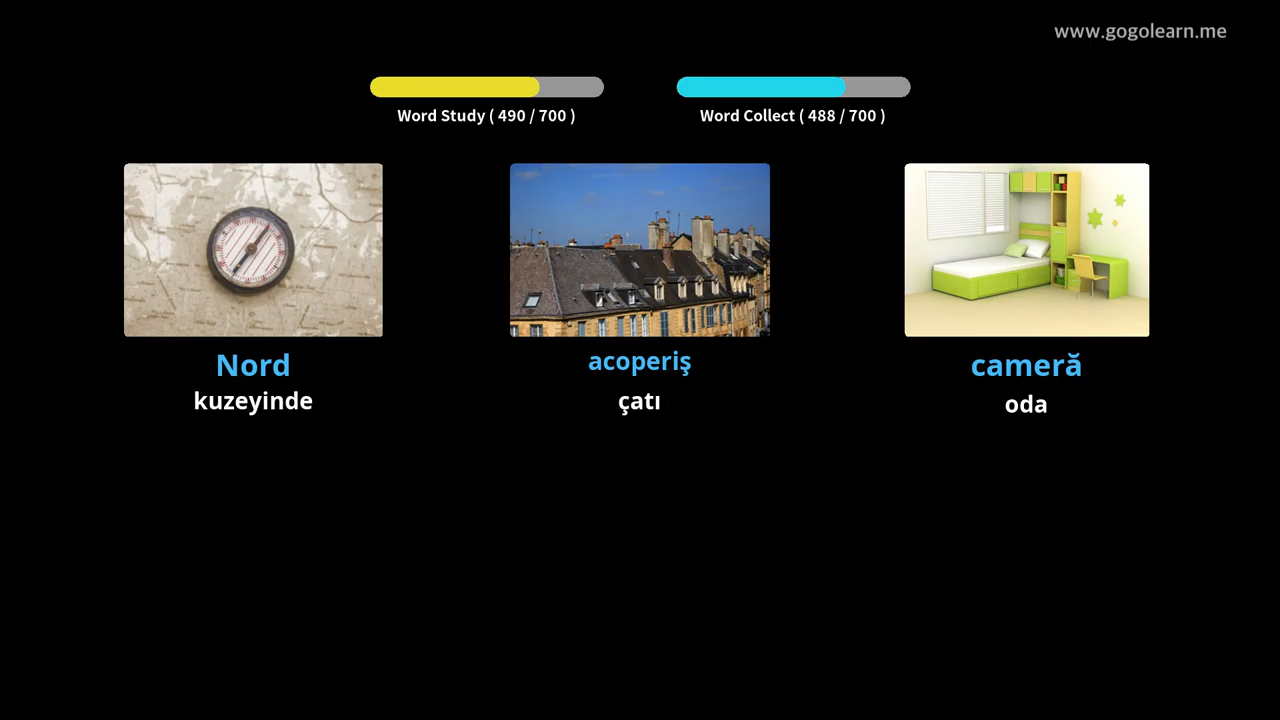 www.gogolearn.me
Word Study ( 490 / 700 )
Word Collect ( 488 / 700 )
Nord
kuzeyinde
acoperiş
çatı
cameră
oda